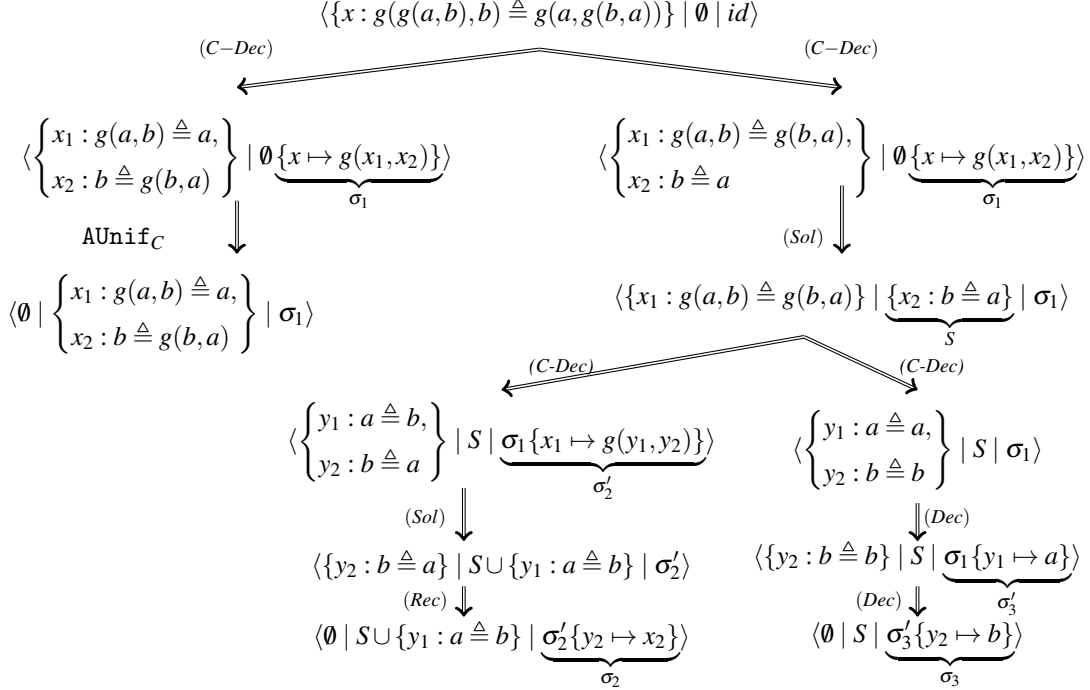 ⟨{x : g(g(a,b),b) ≜ g(a,g(b,a))} | ∅ | id⟩
(C−Dec) (C−Dec)
⟨{x₁ : g(a,b) ≜ a, x₂ : b ≜ g(b,a)} | ∅ {x ↦ g(x₁,x₂)}⟩
σ₁
⟨{x₁ : g(a,b) ≜ g(b,a), x₂ : b ≜ a} | ∅ {x ↦ g(x₁,x₂)}⟩
σ₁
AUnif_C (Sol)
⟨∅ | {x₁ : g(a,b) ≜ a, x₂ : b ≜ g(b,a)} | σ₁⟩
⟨{x₁ : g(a,b) ≜ g(b,a)} | {x₂ : b ≜ a} | σ₁⟩
S
(C-Dec) (C-Dec)
⟨{y₁ : a ≜ b, y₂ : b ≜ a} | S | σ₁{x₁ ↦ g(y₁,y₂)}⟩
σ′₂
⟨{y₁ : a ≜ a, y₂ : b ≜ b} | S | σ₁⟩
(Sol) (Dec)
⟨{y₂ : b ≜ a} | S ∪ {y₁ : a ≜ b} | σ′₂⟩
⟨{y₂ : b ≜ b} | S | σ₁{y₁ ↦ a}⟩
σ′₃
(Rec) (Dec)
⟨∅ | S ∪ {y₁ : a ≜ b} | σ′₂{y₂ ↦ x₂}⟩
σ₂
⟨∅ | S | σ′₃{y₂ ↦ b}⟩
σ₃